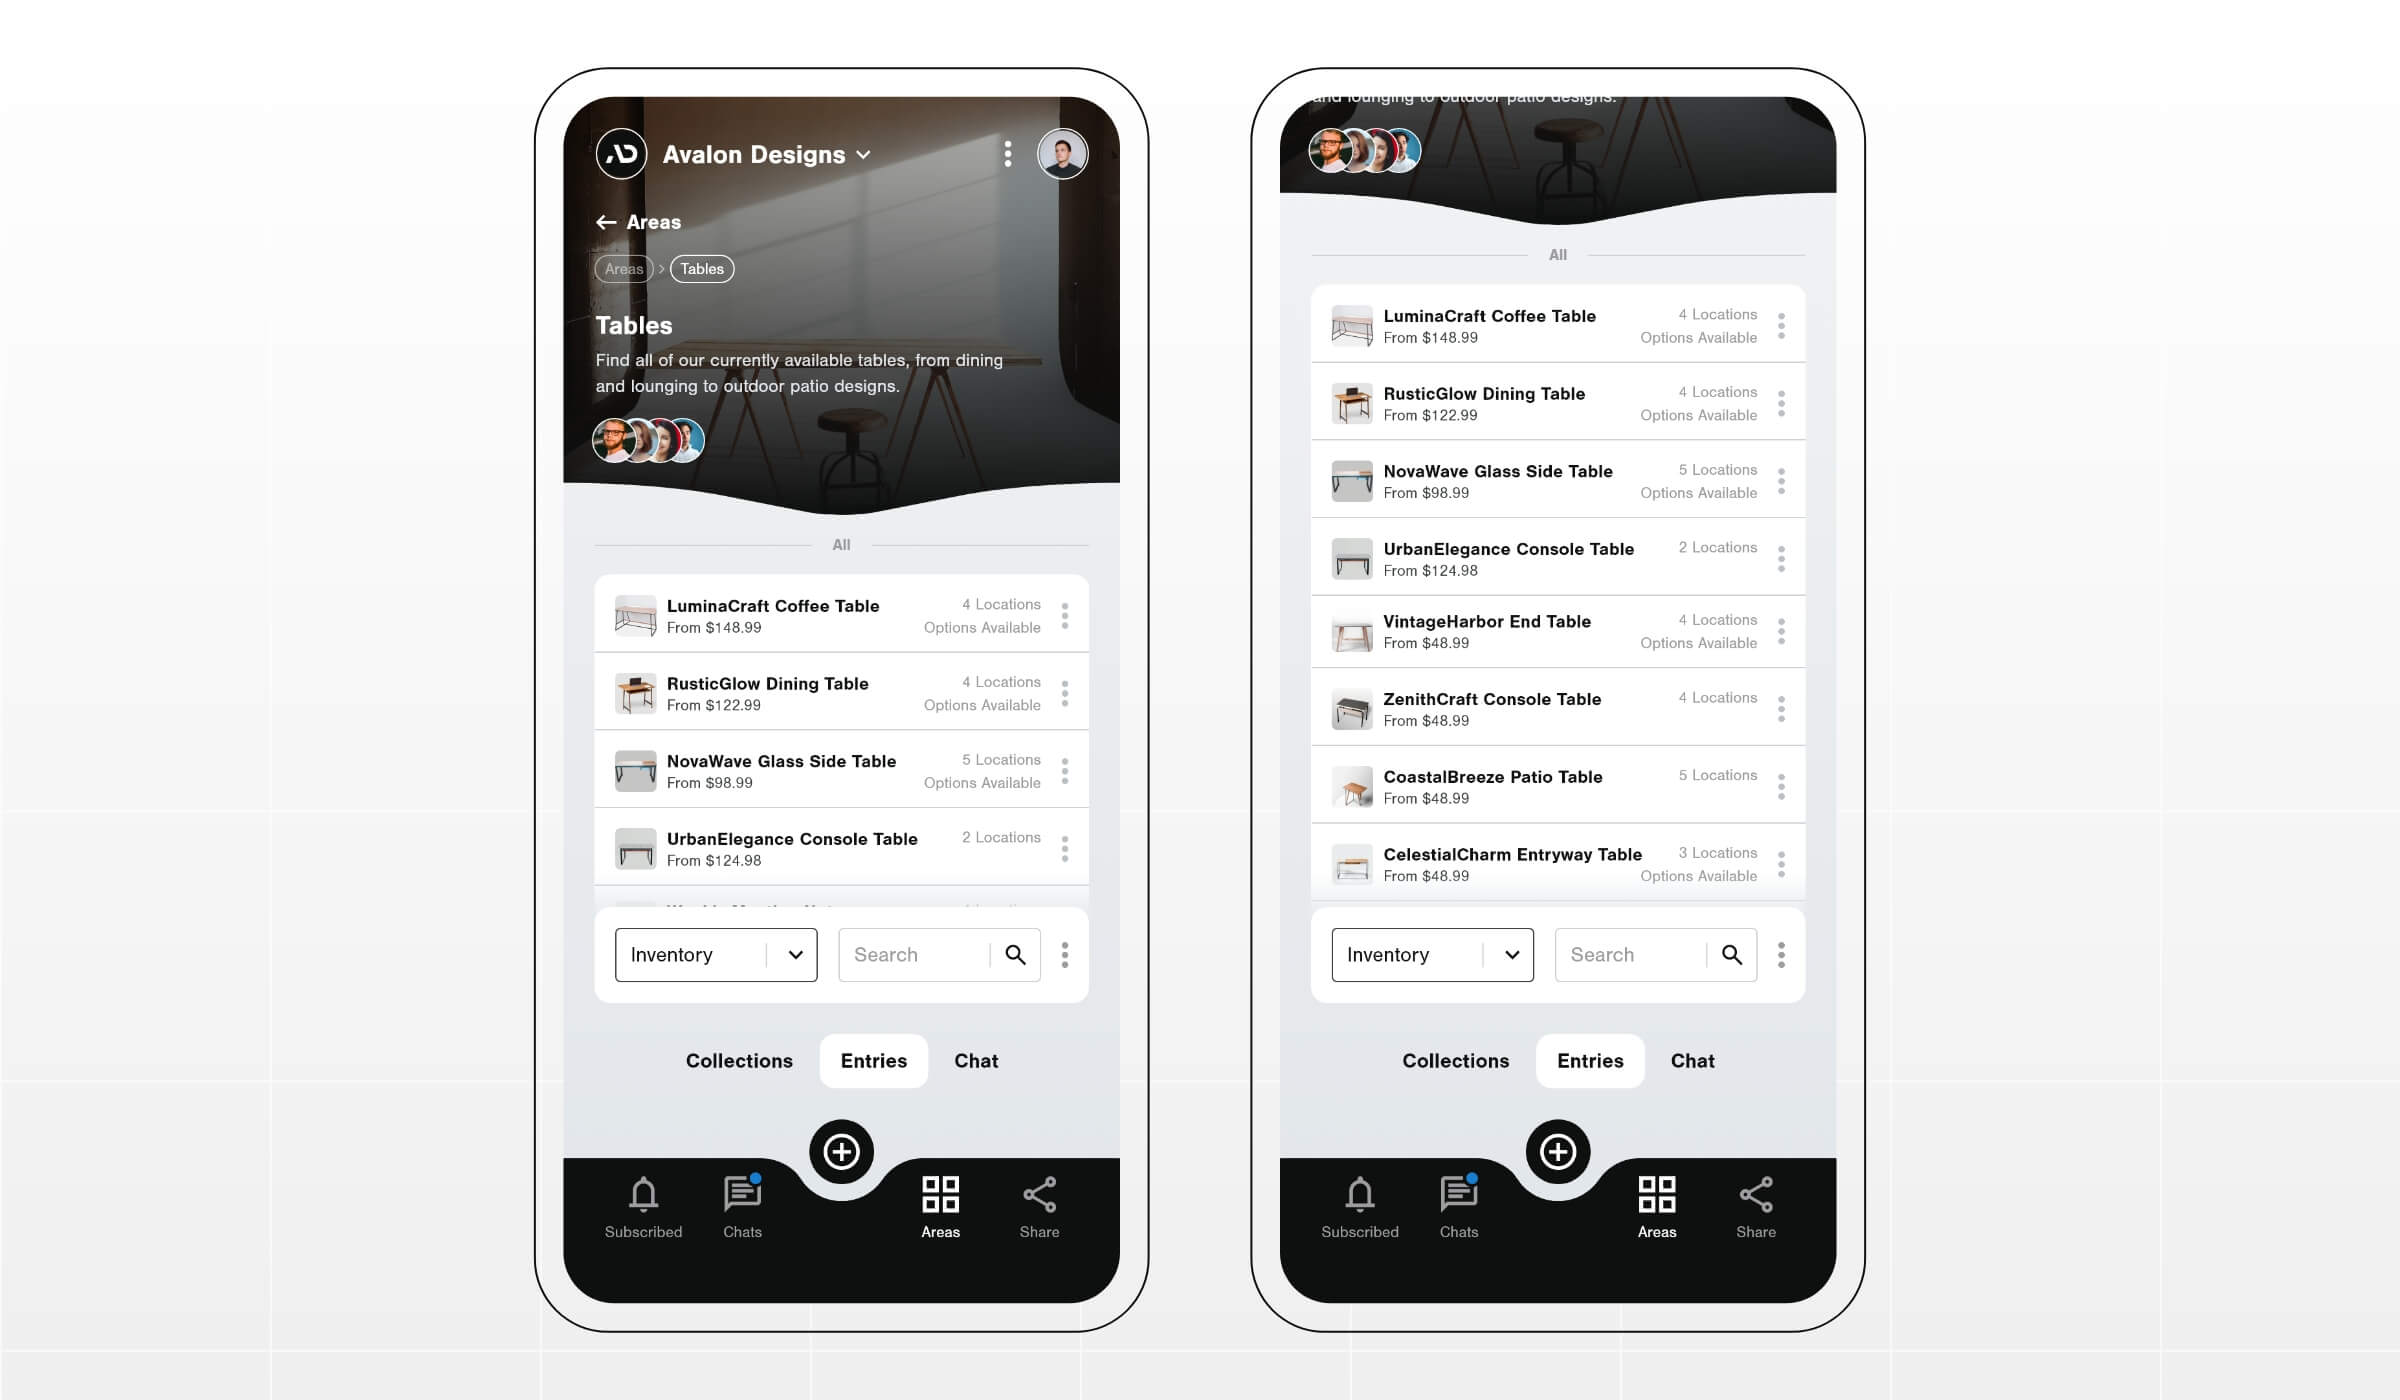 AD
Avalon Designs
Areas
Areas > Tables
Tables
Find all of our currently available tables, from dining
and lounging to outdoor patio designs.
All
LuminaCraft Coffee Table
4 Locations
From $148.99
Options Available
RusticGlow Dining Table
4 Locations
From $122.99
Options Available
NovaWave Glass Side Table
5 Locations
From $98.99
Options Available
UrbanElegance Console Table
2 Locations
From $124.98
Inventory
Search
Collections
Entries
Chat
Subscribed
Chats
Areas
Share
and lounging to outdoor patio designs.
All
LuminaCraft Coffee Table
4 Locations
From $148.99
Options Available
RusticGlow Dining Table
4 Locations
From $122.99
Options Available
NovaWave Glass Side Table
5 Locations
From $98.99
Options Available
UrbanElegance Console Table
2 Locations
From $124.98
VintageHarbor End Table
4 Locations
From $48.99
Options Available
ZenithCraft Console Table
4 Locations
From $48.99
CoastalBreeze Patio Table
5 Locations
From $48.99
CelestialCharm Entryway Table
3 Locations
From $48.99
Options Available
Inventory
Search
Collections
Entries
Chat
Subscribed
Chats
Areas
Share